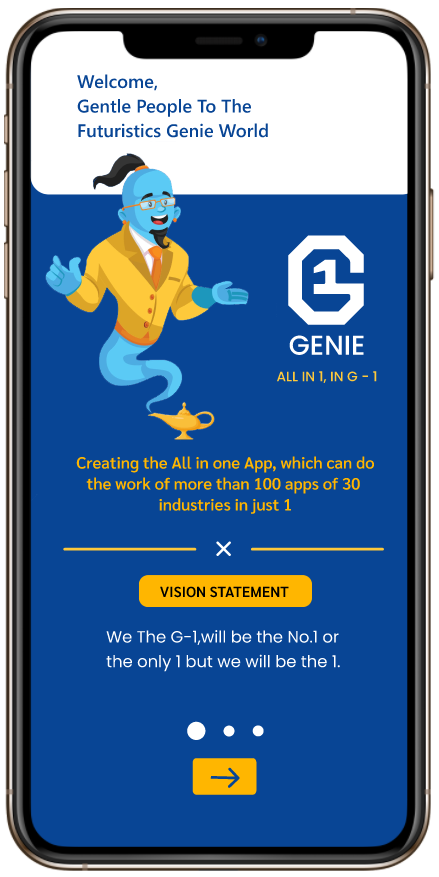 Welcome,
Gentle People To The
Futuristics Genie World
G1
GENIE
ALL IN 1, IN G - 1
Creating the All in one App, which can do
the work of more than 100 apps of 30
industries in just 1
VISION STATEMENT
We The G-1,will be the No.1 or
the only 1 but we will be the 1.